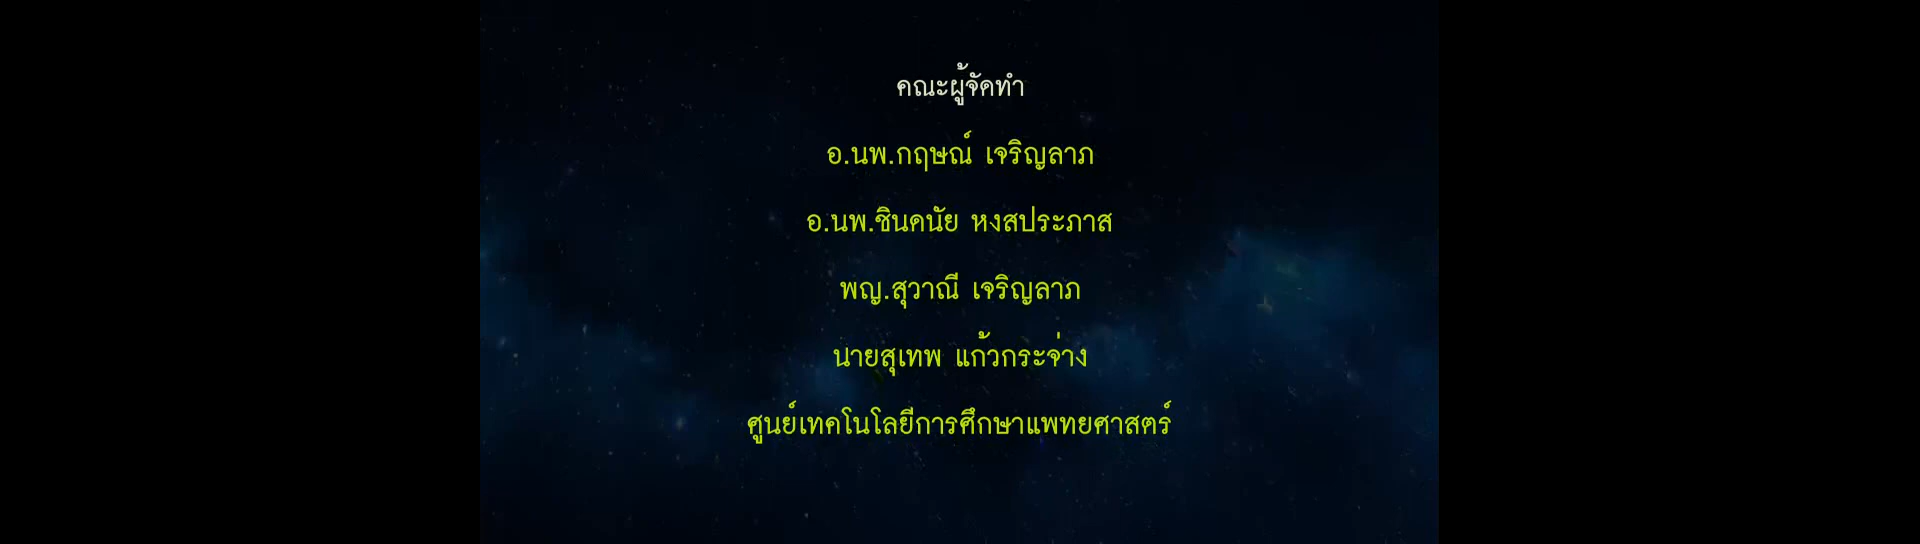 คณะผู้จัดทำ
อ.นพ.กฤษณ์ เจริญลาภ
อ.นพ.ชินดนัย หงสประภาส
พญ.สุวาณี เจริญลาภ
นายสุเทพ แก้วกระจ่าง
ศูนย์เทคโนโลยีการศึกษาแพทยศาสตร์